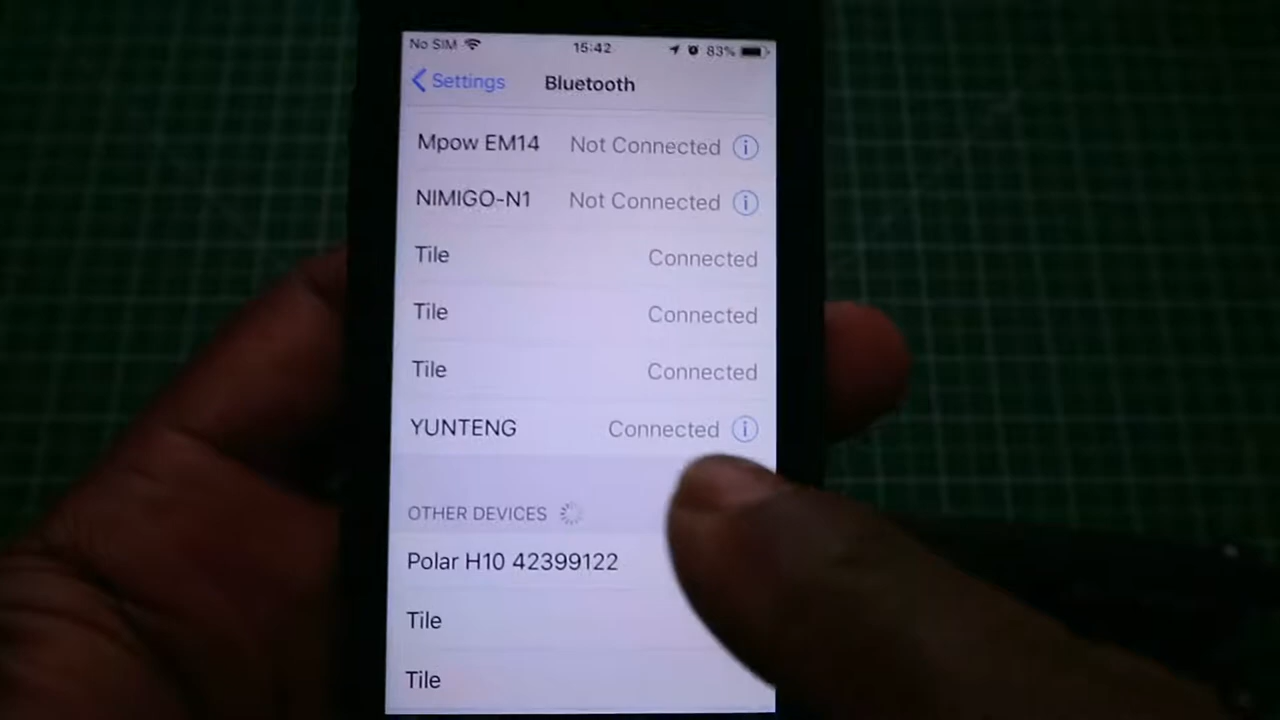 No SIM 15:42 83%
Settings Bluetooth
Mpow EM14 Not Connected
NIMIGO-N1 Not Connected
Tile Connected
Tile Connected
Tile Connected
YUNTENG Connected
OTHER DEVICES
Polar H10 42399122
Tile
Tile